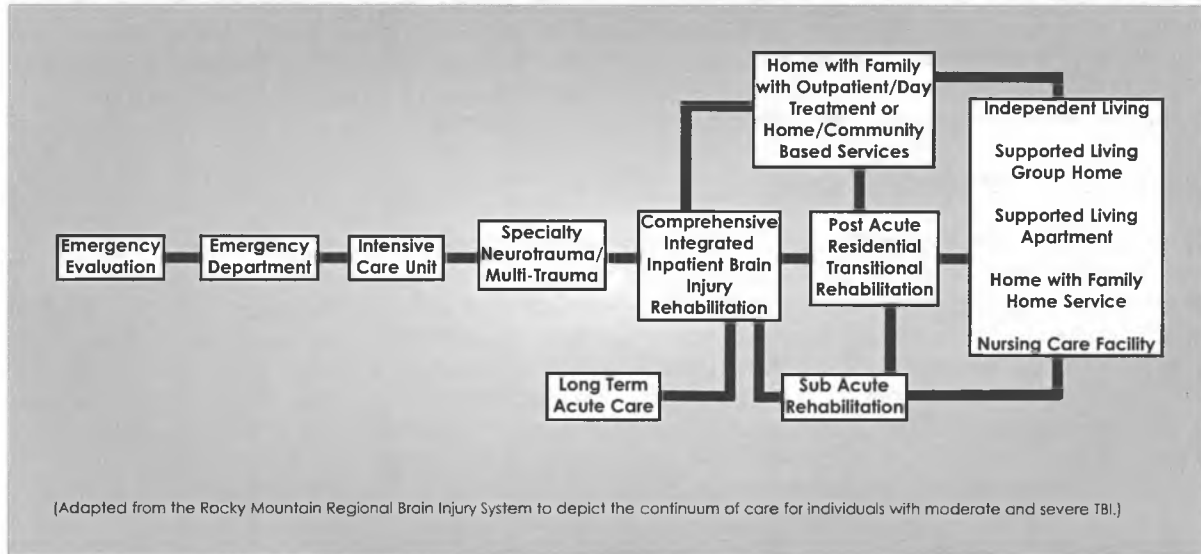 Emergency
Evaluation
Emergency
Department
Intensive
Care Unit
Specialty
Neurotrauma/
Multi-Trauma
Comprehensive
Integrated
Inpatient Brain
Injury
Rehabilitation
Long Term
Acute Care
Home with Family
with Outpatient/Day
Treatment or
Home/Community
Based Services
Post Acute
Residential
Transitional
Rehabilitation
Sub Acute
Rehabilitation
Independent Living
Supported Living
Group Home
Supported Living
Apartment
Home with Family
Home Service
Nursing Care Facility
(Adapted from the Rocky Mountain Regional Brain Injury System to depict the continuum of care for individuals with moderate and severe TBI.)